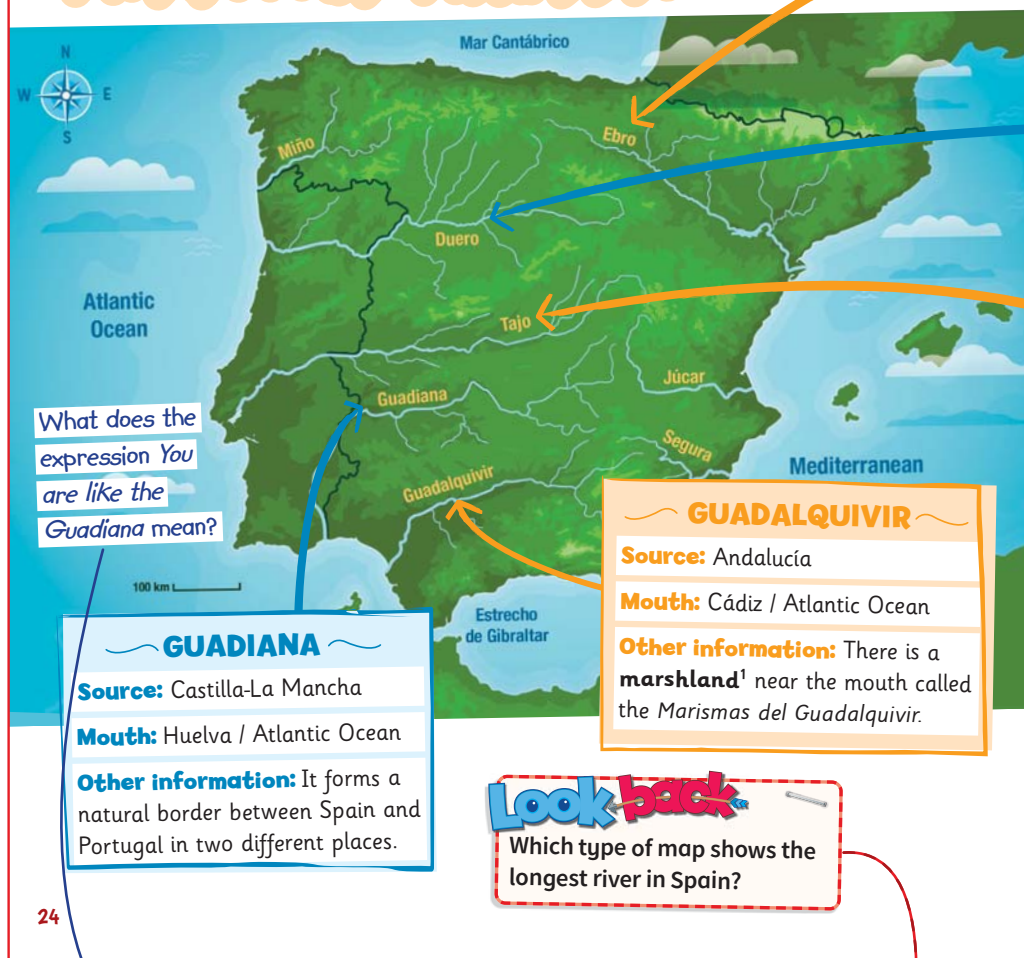 Mar Cantábrico
N
W
E
S
Miño
Ebro
Duero
Atlantic
Ocean
Tajo
Júcar
Guadiana
Segura
Guadalquivir
Mediterranean
What does the
expression You
are like the
Guadiana mean?
100 km
Estrecho
de Gibraltar
GUADIANA
Source: Castilla-La Mancha
Mouth: Huelva / Atlantic Ocean
Other information: It forms a
natural border between Spain and
Portugal in two different places.
GUADALQUIVIR
Source: Andalucía
Mouth: Cádiz / Atlantic Ocean
Other information: There is a
marshland¹ near the mouth called
the Marismas del Guadalquivir.
Look back
Which type of map shows the
longest river in Spain?
24